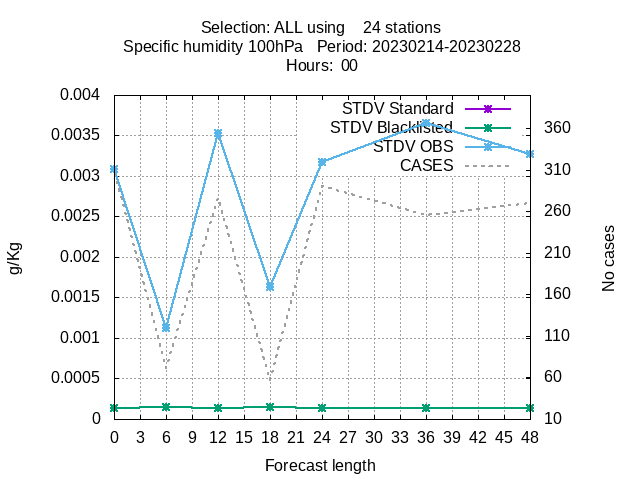 Selection: ALL using    24 stations
Specific humidity 100hPa   Period: 20230214-20230228
Hours:  00
STDV Standard
STDV Blacklisted
STDV OBS
CASES
0.004
0.0035
0.003
0.0025
0.002
0.0015
0.001
0.0005
0
360
310
260
210
160
110
60
10
g/Kg
No cases
0 3 6 9 12 15 18 21 24 27 30 33 36 39 42 45 48
Forecast length